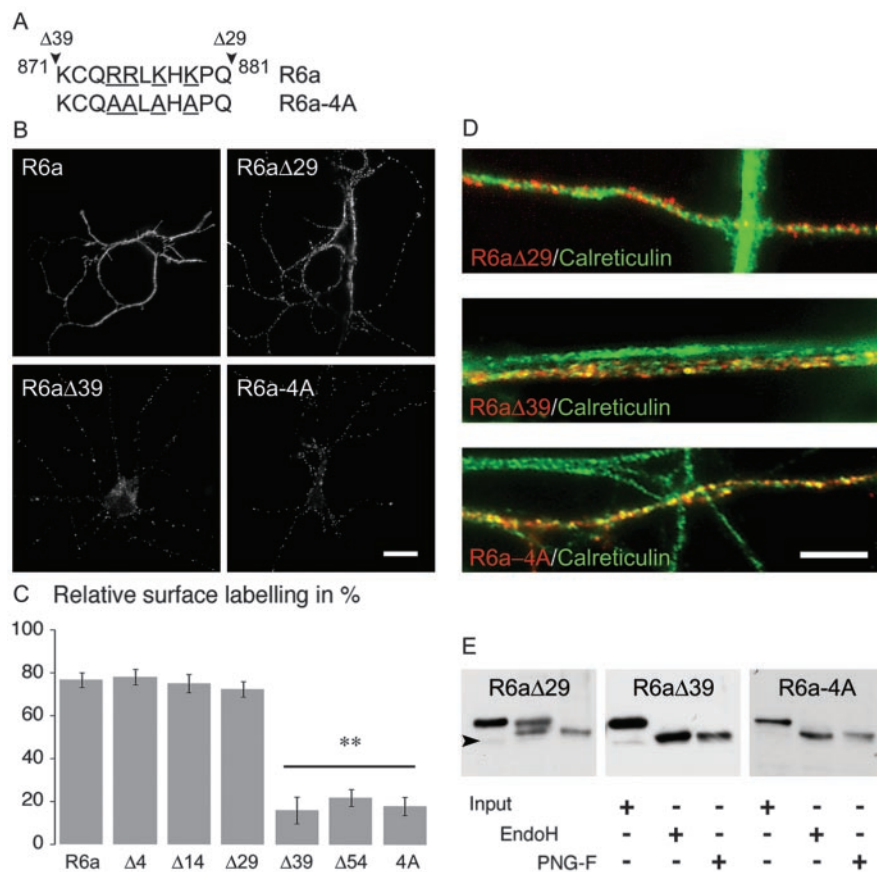 A
Δ39 Δ29
871 KCQRRLKHKPQ 881 R6a
KCQAALAHAPQ R6a-4A
B
R6a
R6aΔ29
R6aΔ39
R6a-4A
C Relative surface labelling in %
100
80
60
40
20
0
**
R6a Δ4 Δ14 Δ29 Δ39 Δ54 4A
D
R6aΔ29/Calreticulin
R6aΔ39/Calreticulin
R6a–4A/Calreticulin
E
R6aΔ29 R6aΔ39 R6a-4A
Input + - - + - - + - -
EndoH - + - - + - - + -
PNG-F - - + - - + - - +